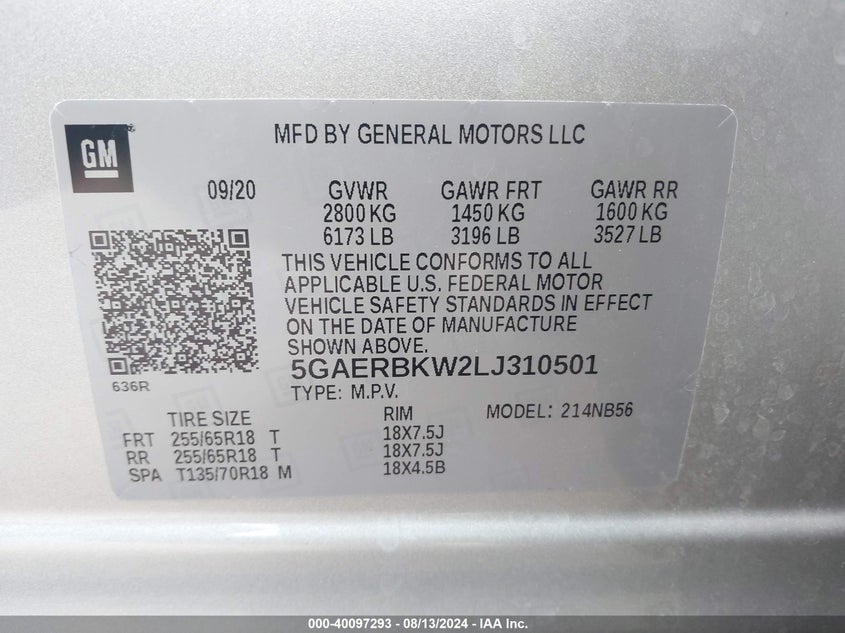 GM
MFD BY GENERAL MOTORS LLC
09/20 GVWR GAWR FRT GAWR RR
2800 KG 1450 KG 1600 KG
6173 LB 3196 LB 3527 LB
THIS VEHICLE CONFORMS TO ALL
APPLICABLE U.S. FEDERAL MOTOR
VEHICLE SAFETY STANDARDS IN EFFECT
ON THE DATE OF MANUFACTURE
SHOWN ABOVE.
5GAERBKW2LJ310501
636R
TYPE: M.P.V.
TIRE SIZE RIM MODEL: 214NB56
FRT 255/65R18 T 18X7.5J
RR 255/65R18 T 18X7.5J
SPA T135/70R18 M 18X4.5B
000-40097293 - 08/13/2024 - IAA Inc.